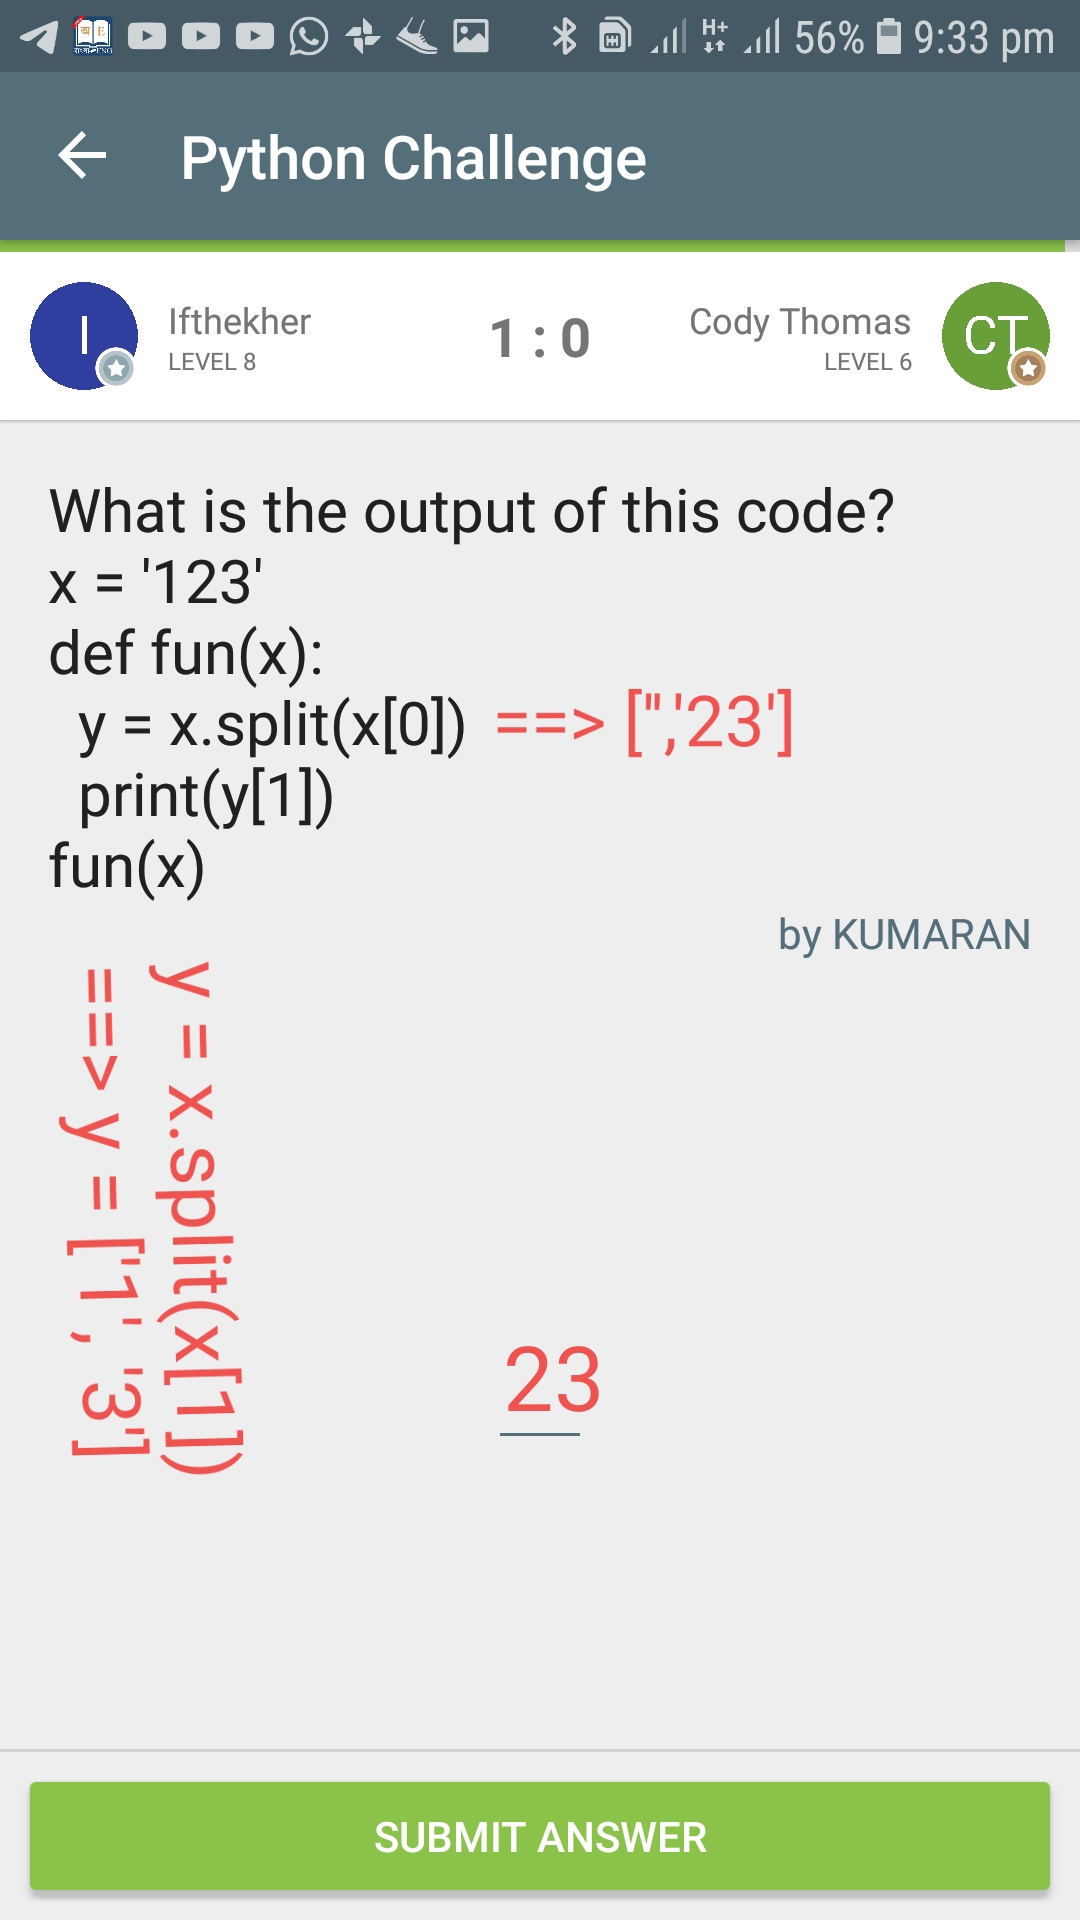 H+
56%
9:33 pm
Python Challenge
I
Ifthekher
LEVEL 8
1 : 0
Cody Thomas
LEVEL 6
CT
What is the output of this code?
x = '123'
def fun(x):
y = x.split(x[0]) ==> ['','23']
print(y[1])
fun(x)
by KUMARAN
y = x.split(x[1])
==> y = ['1', '3']
23
SUBMIT ANSWER